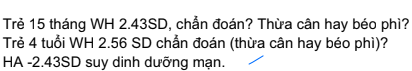 Trẻ 15 tháng WH 2.43SD, chẩn đoán? Thừa cân hay béo phì?
Trẻ 4 tuổi WH 2.56 SD chẩn đoán (thừa cân hay béo phì)?
HA -2.43SD suy dinh dưỡng mạn.